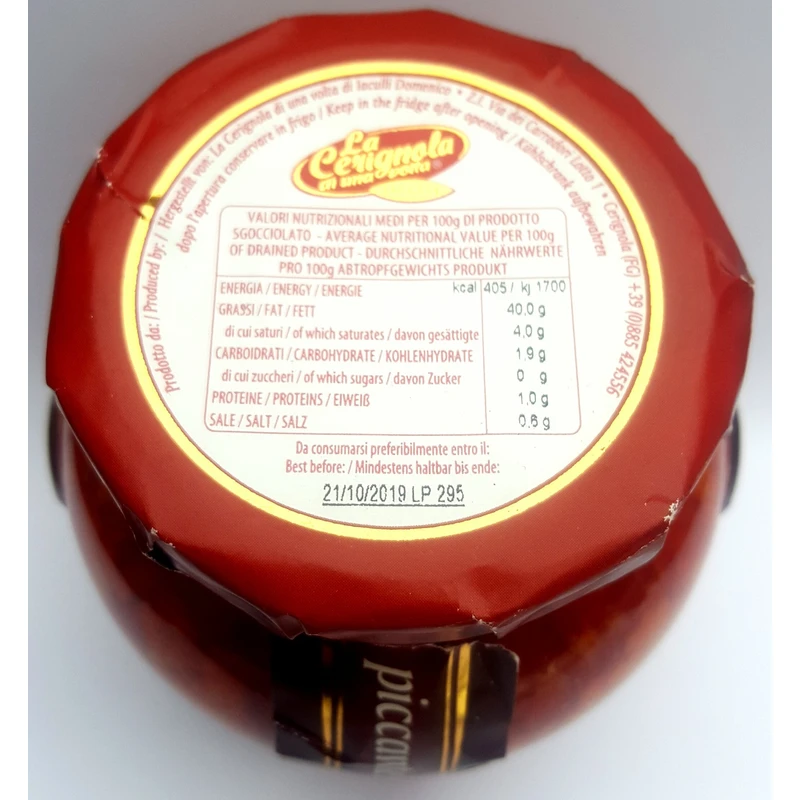 Prodotto da: / Produced by: / Hergestellt von: La Cerignola di una volta di Iaculli Domenico • Z.I. Via dei Carradori Lotto 1 • Cerignola (FG) +39 (0)885 424556
dopo l'apertura conservare in frigo / Keep in the fridge after opening / Kühlschrank aufbewahren
La
Cerignola
di una volta
VALORI NUTRIZIONALI MEDI PER 100g DI PRODOTTO
SGOCCIOLATO - AVERAGE NUTRITIONAL VALUE PER 100g
OF DRAINED PRODUCT - DURCHSCHNITTLICHE NÄHRWERTE
PRO 100g ABTROPFGEWICHTS PRODUKT
ENERGIA / ENERGY / ENERGIE kcal 405 / kj 1700
GRASSI / FAT / FETT 40.0 g
di cui saturi / of which saturates / davon gesättigte 4.0 g
CARBOIDRATI / CARBOHYDRATE / KOHLENHYDRATE 1.9 g
di cui zuccheri / of which sugars / davon Zucker 0 g
PROTEINE / PROTEINS / EIWEIß 1.0 g
SALE / SALT / SALZ 0.6 g
Da consumarsi preferibilmente entro il:
Best before: / Mindestens haltbar bis ende:
21/10/2019 LP 295